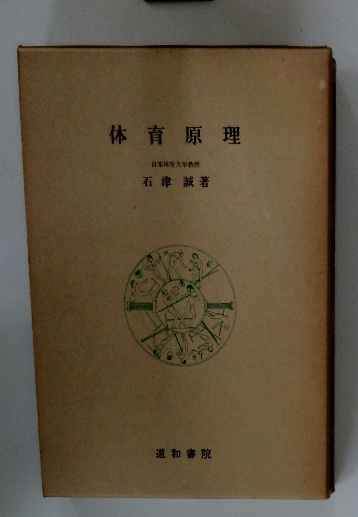 体育原理
日本体育大学教授
石津誠著
道和書院